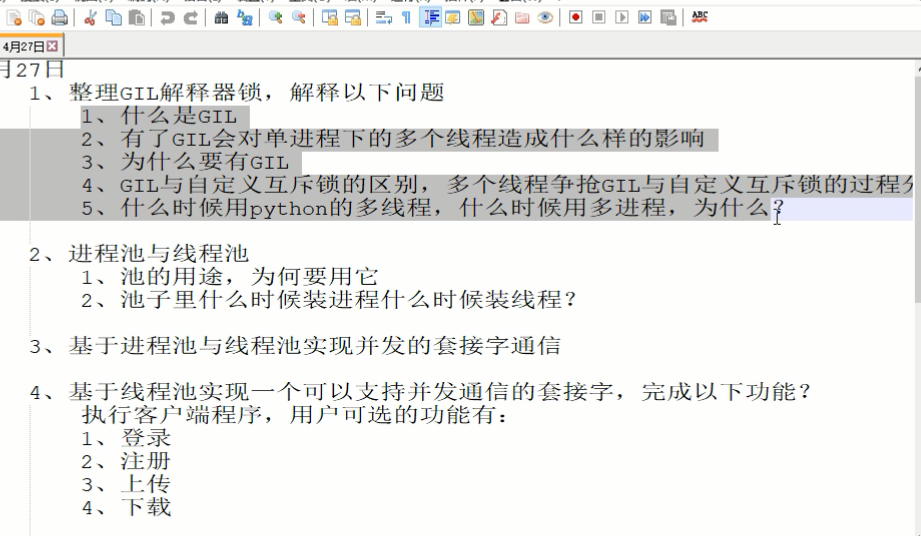 4月27日
月27日
1、整理GIL解释器锁，解释以下问题
1、什么是GIL
2、有了GIL会对单进程下的多个线程造成什么样的影响
3、为什么要有GIL
4、GIL与自定义互斥锁的区别，多个线程争抢GIL与自定义互斥锁的过程分
5、什么时候用python的多线程，什么时候用多进程，为什么？
2、进程池与线程池
1、池的用途，为何要用它
2、池子里什么时候装进程什么时候装线程？
3、基于进程池与线程池实现并发的套接字通信
4、基于线程池实现一个可以支持并发通信的套接字，完成以下功能？
执行客户端程序，用户可选的功能有：
1、登录
2、注册
3、上传
4、下载